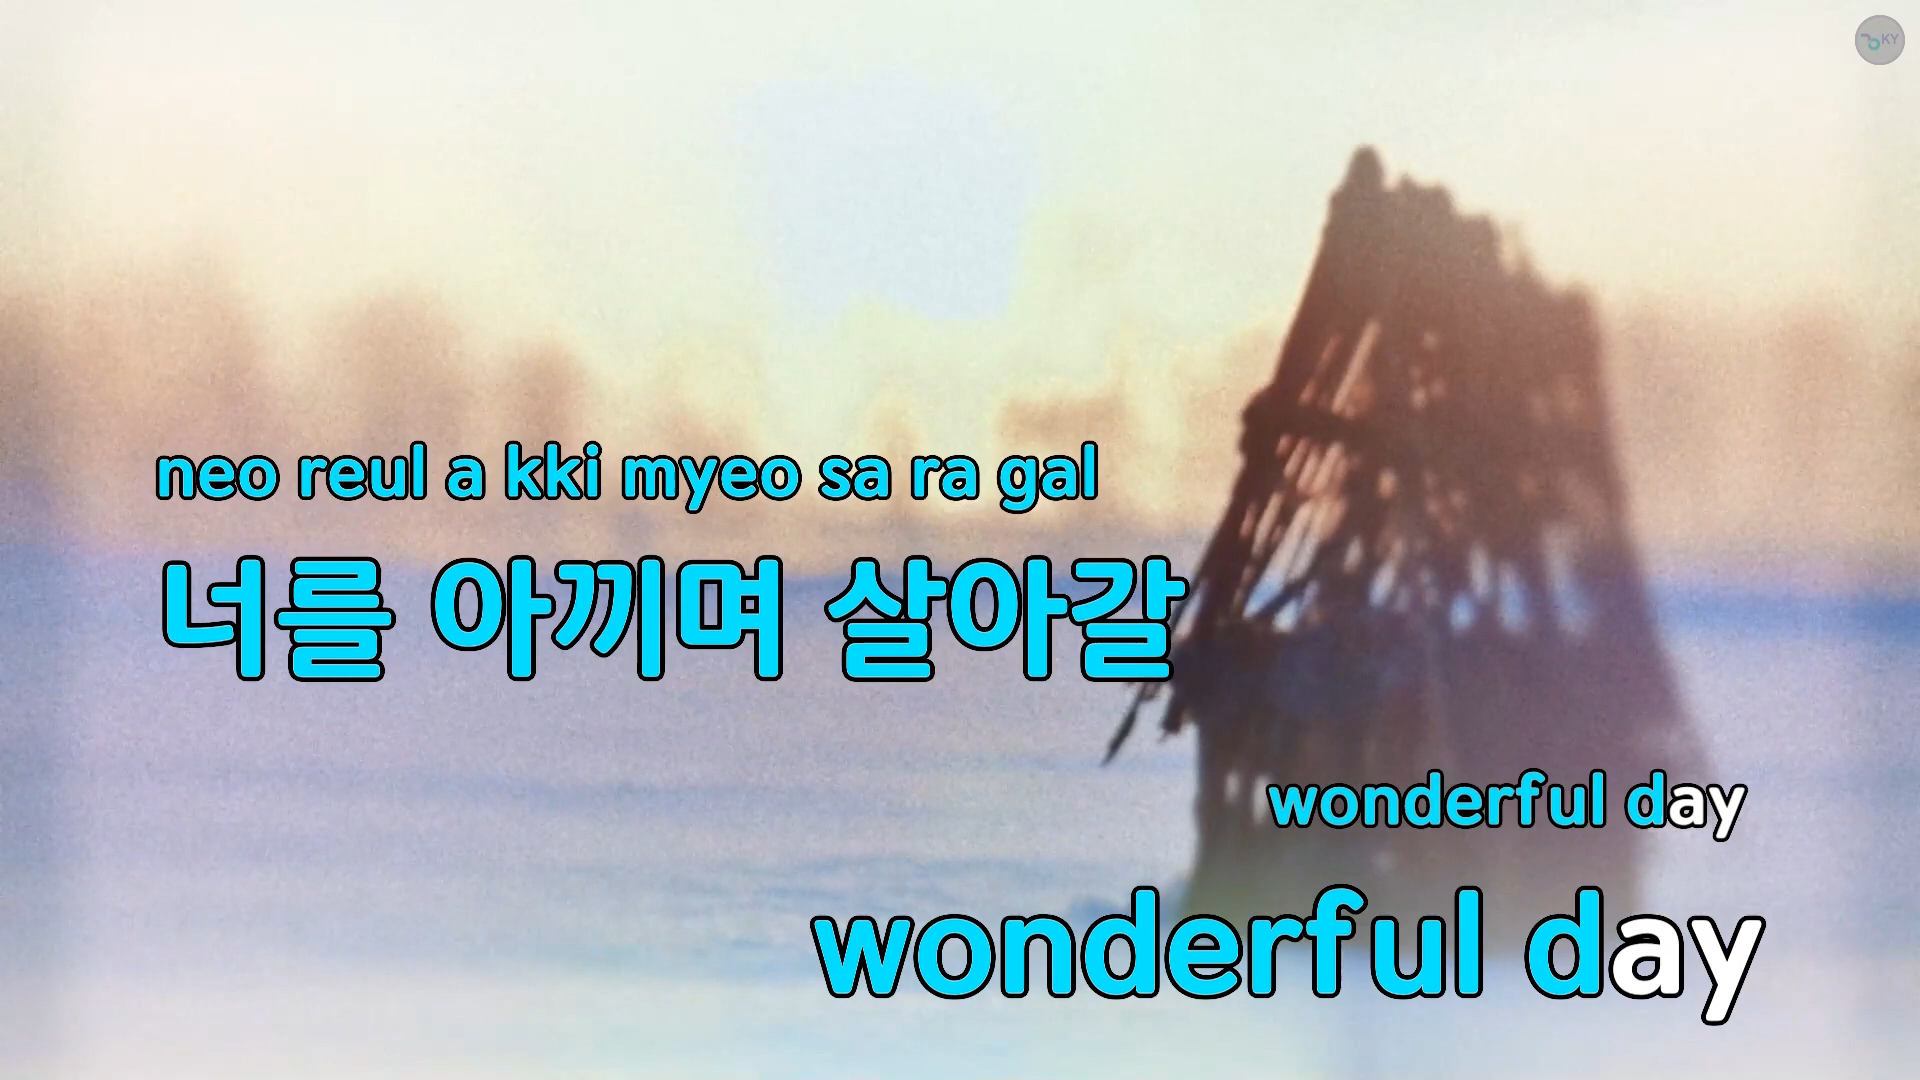 KY
neo reul a kki myeo sa ra gal
너를 아끼며 살아갈
wonderful day
wonderful day